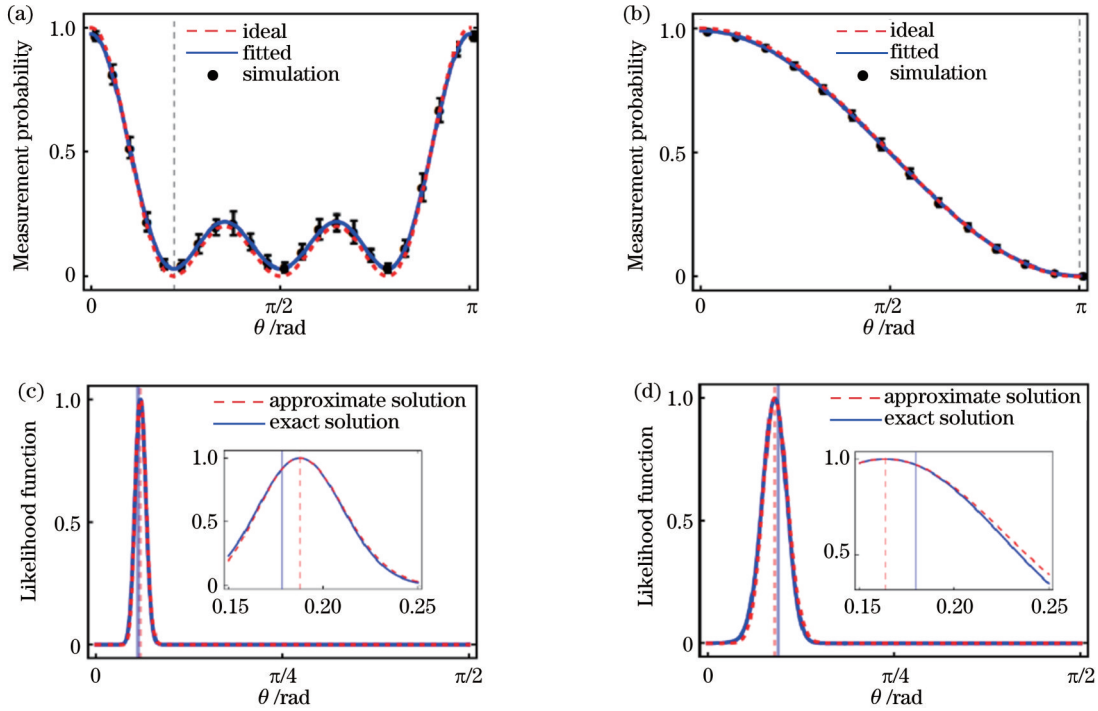 (a)
1.0
0.5
0
Measurement probability
ideal
fitted
simulation
0
π/2
π
θ /rad
(b)
1.0
0.5
0
Measurement probability
ideal
fitted
simulation
0
π/2
π
θ /rad
(c)
1.0
0.5
0
Likelihood function
approximate solution
exact solution
1.0
0.5
0
0.15
0.20
0.25
0
π/4
π/2
θ /rad
(d)
1.0
0.5
0
Likelihood function
approximate solution
exact solution
1.0
0.5
0.15
0.20
0.25
0
π/4
π/2
θ /rad